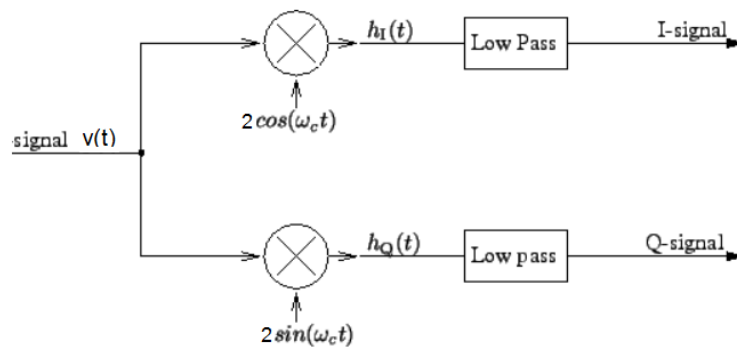 h_I(t)
Low Pass
I-signal
2cos(ω_c t)
-signal v(t)
h_Q(t)
Low pass
Q-signal
2sin(ω_c t)